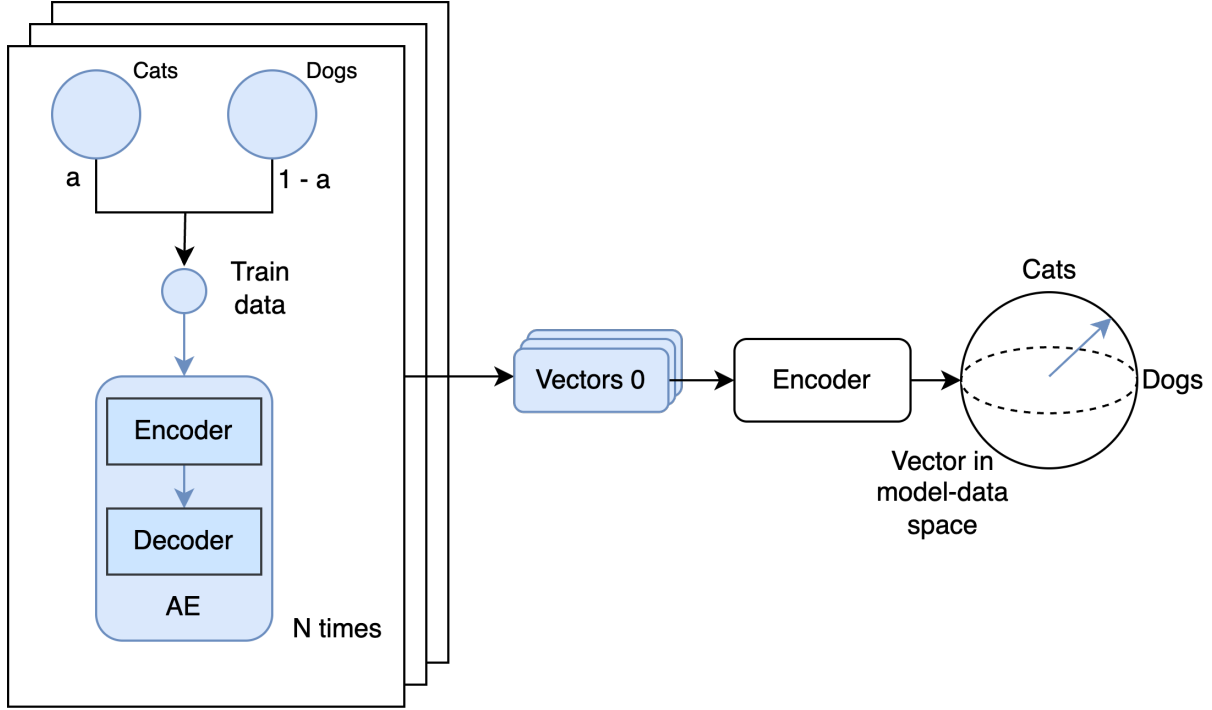 Cats
Dogs
a
1 - a
Train
data
Encoder
Decoder
AE
N times
Vectors 0
Encoder
Cats
Dogs
Vector in
model-data
space